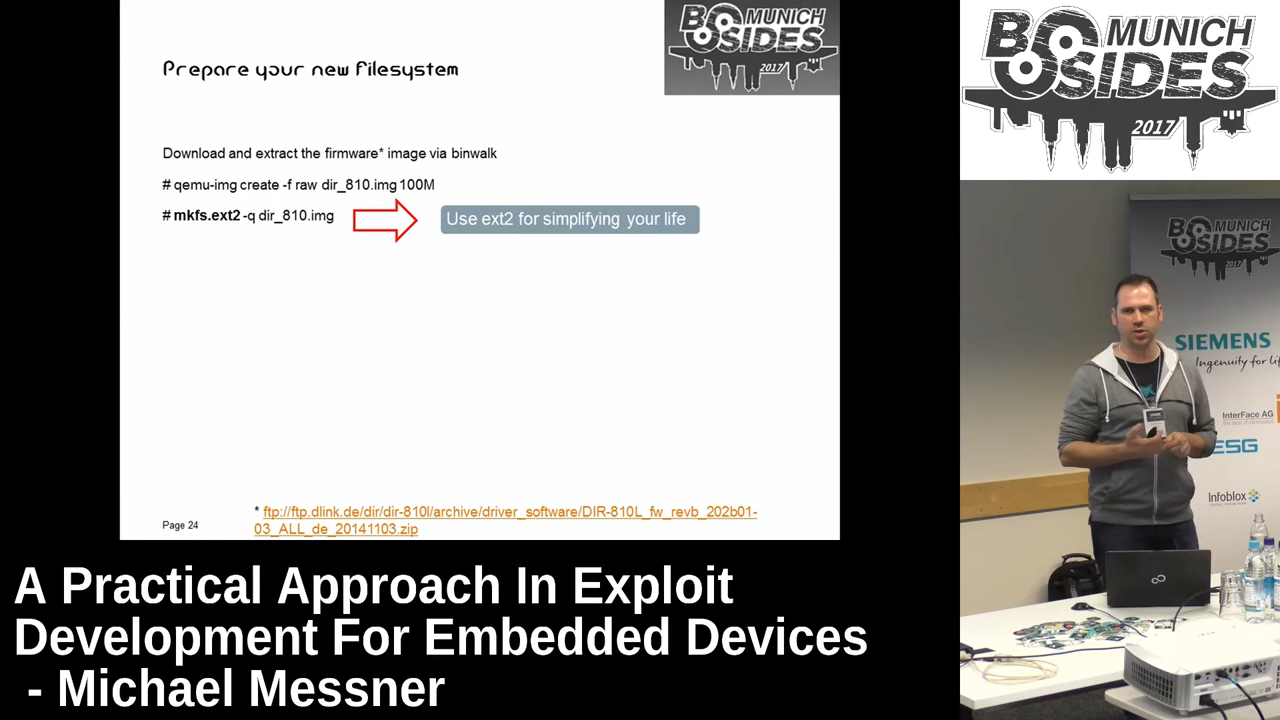 Prepare your new filesystem
BSIDES MUNICH
2017
Download and extract the firmware* image via binwalk
# qemu-img create -f raw dir_810.img 100M
# mkfs.ext2 -q dir_810.img
Use ext2 for simplifying your life
* ftp://ftp.dlink.de/dir/dir-810l/archive/driver_software/DIR-810L_fw_revb_202b01-
03_ALL_de_20141103.zip
Page 24
BSIDES MUNICH
2017
BSIDES MUNICH
2017
SIEMENS
Ingenuity for life
InterFace AG
ESG
Infoblox
A Practical Approach In Exploit
Development For Embedded Devices
- Michael Messner